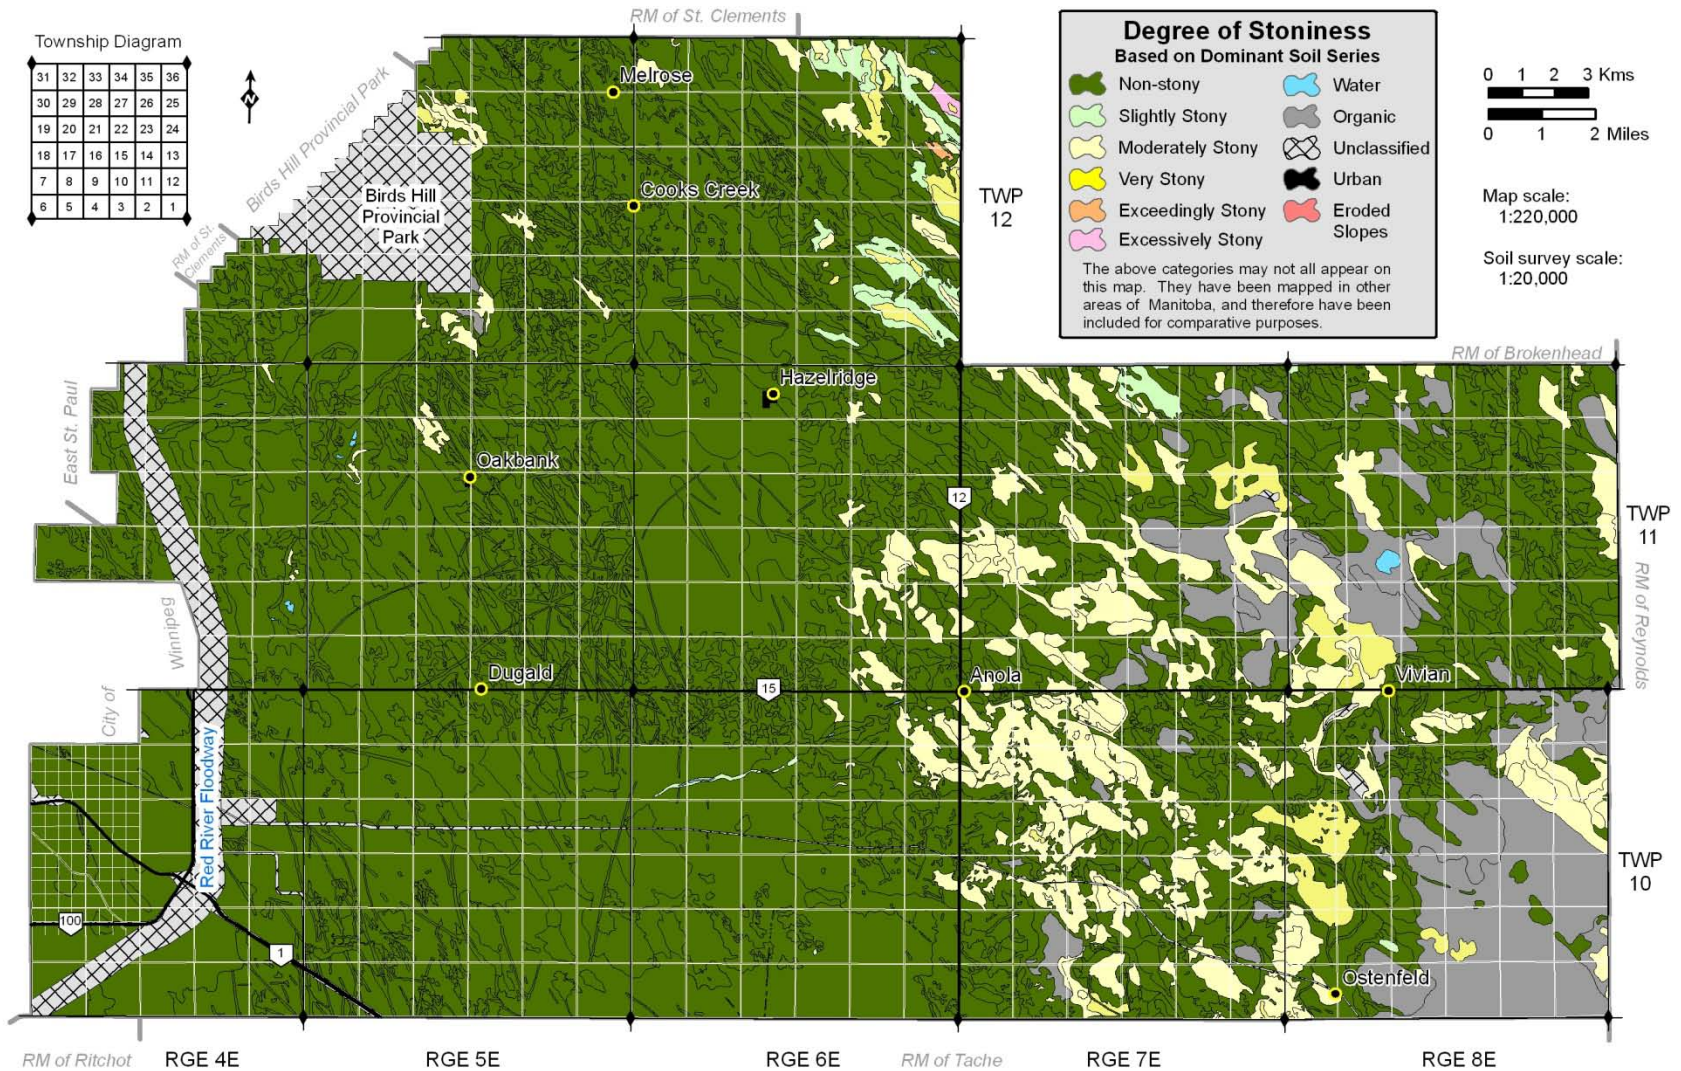 RM of St. Clements
Township Diagram
31 32 33 34 35 36
30 29 28 27 26 25
19 20 21 22 23 24
18 17 16 15 14 13
7 8 9 10 11 12
6 5 4 3 2 1
N
Birds Hill Provincial Park
RM of St.
Clements
Melrose
Birds Hill
Provincial
Park
Cooks Creek
TWP
12
Degree of Stoniness
Based on Dominant Soil Series
Non-stony
Slightly Stony
Moderately Stony
Very Stony
Exceedingly Stony
Excessively Stony
Water
Organic
Unclassified
Urban
Eroded
Slopes
The above categories may not all appear on
this map. They have been mapped in other
areas of Manitoba, and therefore have been
included for comparative purposes.
0 1 2 3 Kms
0 1 2 Miles
Map scale:
1:220,000
Soil survey scale:
1:20,000
RM of Brokenhead
East St. Paul
Hazelridge
Oakbank
12
TWP
11
Winnipeg
City of
RM of Reynolds
Dugald
15
Anola
Vivian
Red River Floodway
TWP
10
100
1
Ostenfeld
RM of Ritchot
RGE 4E
RGE 5E
RGE 6E
RM of Tache
RGE 7E
RGE 8E